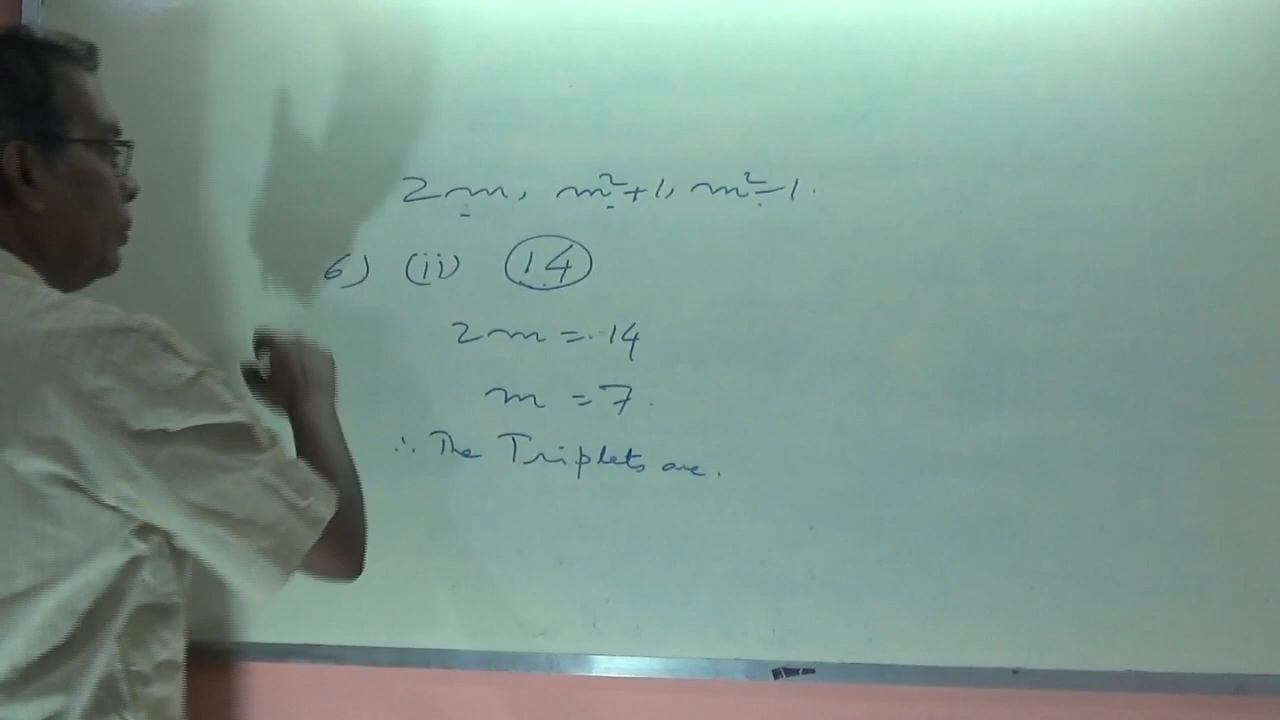 2m, m²+1, m²-1.
6) (ii) 14
2m = 14
m = 7.
∴ The Triplets are.